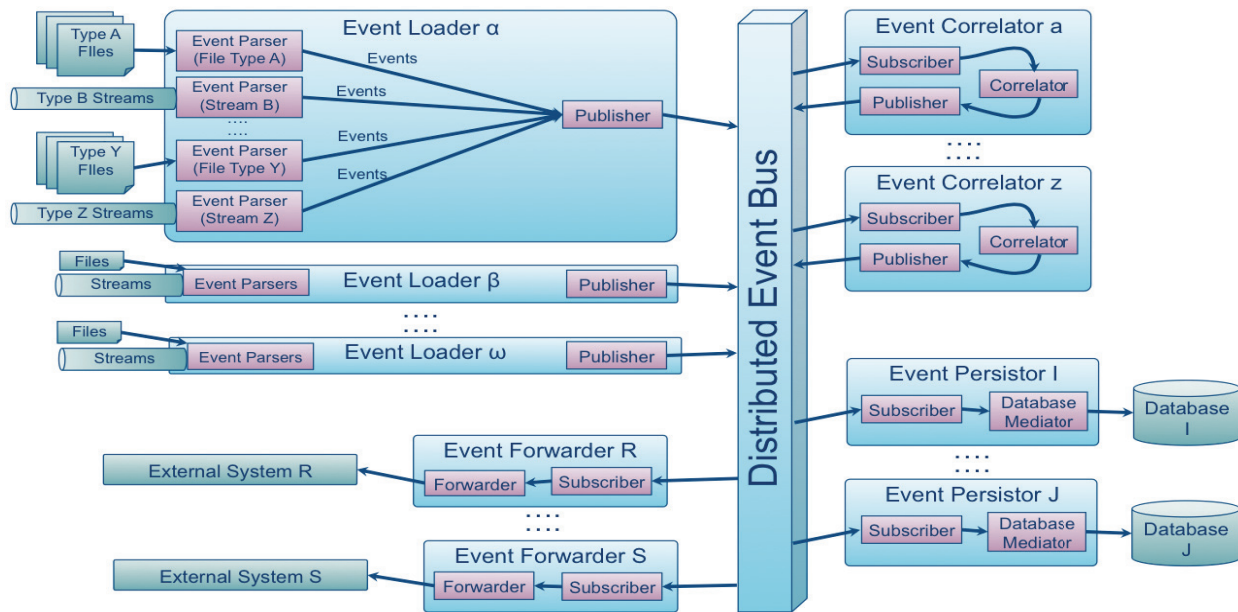 Event Loader α
Type A
FIles
Event Parser
(File Type A)
Events
Type B Streams
Event Parser
(Stream B)
Events
....
....
Publisher
Type Y
FIles
Event Parser
(File Type Y)
Events
Type Z Streams
Event Parser
(Stream Z)
Events
Files
Streams
Event Parsers
Event Loader β
Publisher
....
....
Files
Streams
Event Parsers
Event Loader ω
Publisher
Event Forwarder R
External System R
Forwarder
Subscriber
....
....
Event Forwarder S
External System S
Forwarder
Subscriber
Distributed Event Bus
Event Correlator a
Subscriber
Correlator
Publisher
....
....
Event Correlator z
Subscriber
Correlator
Publisher
Event Persistor I
Subscriber
Database
Mediator
Database
I
....
....
Event Persistor J
Subscriber
Database
Mediator
Database
J